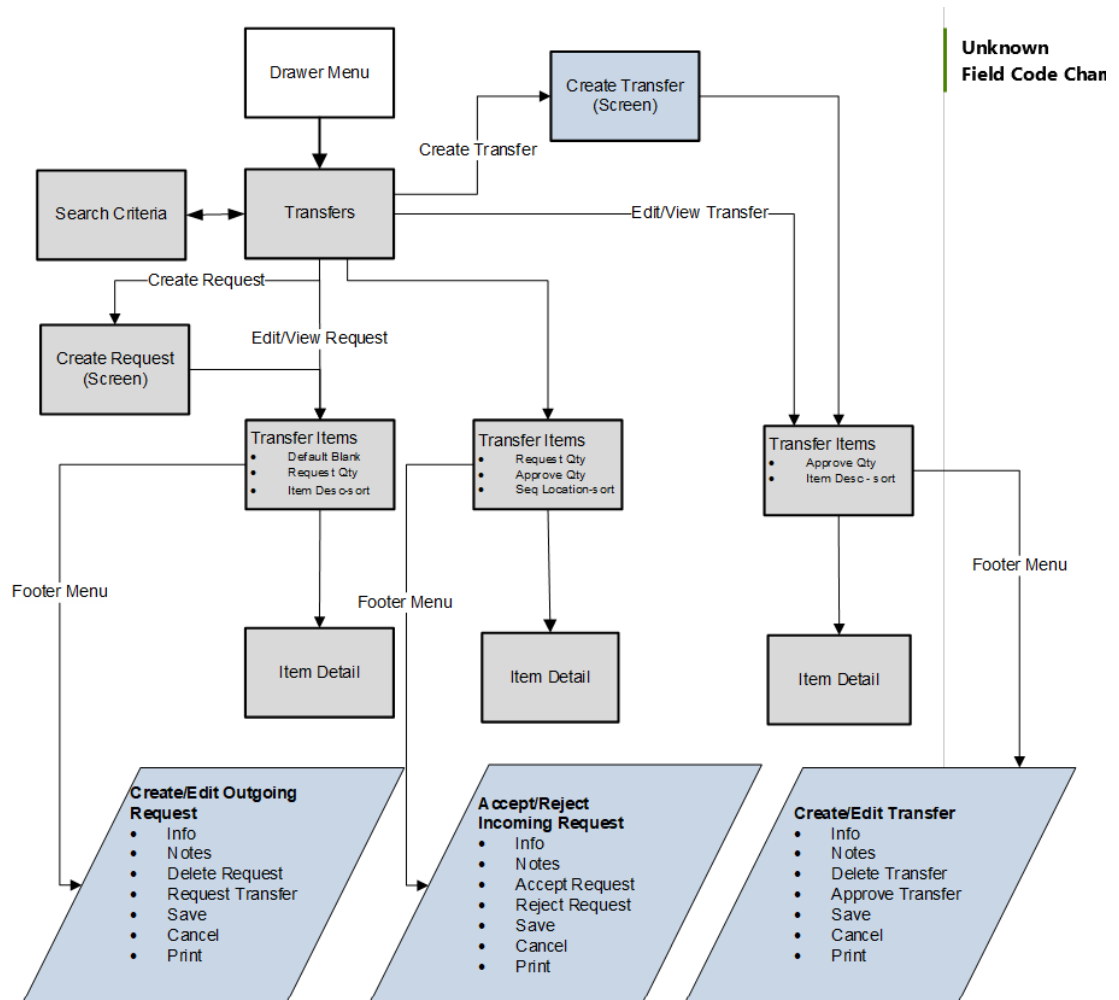 Unknown
Field Code Chan
Drawer Menu
Create Transfer
(Screen)
Create Transfer
Search Criteria
Transfers
Edit/View Transfer
Create Request
Create Request
(Screen)
Edit/View Request
Transfer Items
• Default Blank
• Request Qty
• Item Desc-sort
Transfer Items
• Request Qty
• Approve Qty
• Seq Location-sort
Transfer Items
• Approve Qty
• Item Desc - sort
Footer Menu
Footer Menu
Footer Menu
Item Detail
Item Detail
Item Detail
Create/Edit Outgoing
Request
• Info
• Notes
• Delete Request
• Request Transfer
• Save
• Cancel
• Print
Accept/Reject
Incoming Request
• Info
• Notes
• Accept Request
• Reject Request
• Save
• Cancel
• Print
Create/Edit Transfer
• Info
• Notes
• Delete Transfer
• Approve Transfer
• Save
• Cancel
• Print